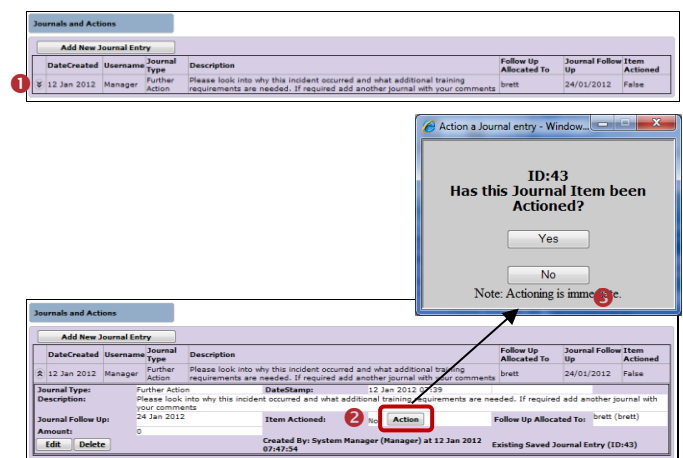 Journals and Actions
Add New Journal Entry
DateCreated Username Journal Type Description Follow Up Allocated To Journal Follow Up Item Actioned
1
12 Jan 2012 Manager Further Action Please look into why this incident occurred and what additional training requirements are needed. If required add another journal with your comments brett 24/01/2012 False
Action a Journal entry - Window...
ID:43
Has this Journal Item been
Actioned?
Yes
No
Note: Actioning is
3
Journals and Actions
Add New Journal Entry
DateCreated Username Journal Type Description Follow Up Allocated To Journal Follow Up Item Actioned
12 Jan 2012 Manager Further Action Please look into why this incident occurred and what additional training requirements are needed. If required add another journal with your comments brett 24/01/2012 False
Journal Type: Further Action DateStamp: 12 Jan 2012 07:39
Description: Please look into why this incident occurred and what additional training requirements are needed. If required add another journal with
your comments
Journal Follow Up: 24 Jan 2012 Item Actioned: 2 No Action Follow Up Allocated To: brett (brett)
Amount: 0
Edit Delete Created By: System Manager (Manager) at 12 Jan 2012 07:47:54 Existing Saved Journal Entry (ID:43)